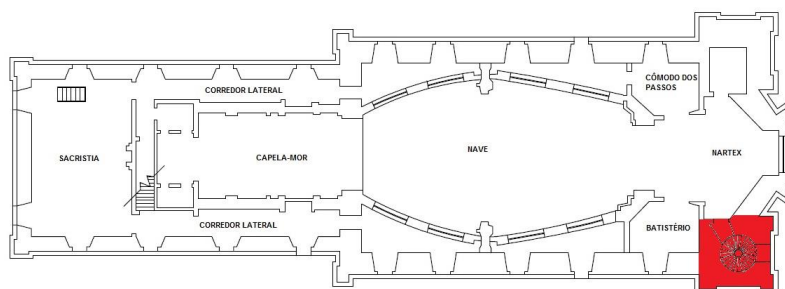 CÔMODO DOS
PASSOS
CORREDOR LATERAL
SACRISTIA
CAPELA-MOR
NAVE
NARTEX
CORREDOR LATERAL
BATISTÉRIO